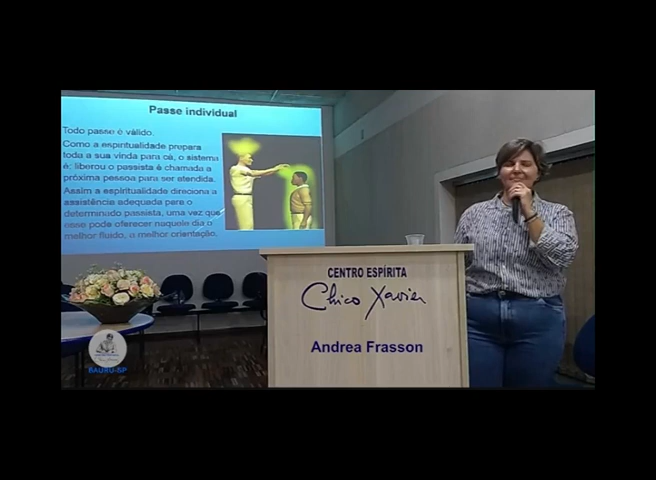 Passe individual
Todo passe é válido.
Como a espiritualidade prepara
toda a sua vinda para cá, o sistema
é: liberou o passista é chamada a
próxima pessoa para ser atendida.
Assim a espiritualidade direciona a
assistência adequada para o
determinado passista, uma vez que
esse pode oferecer naquele dia o
melhor fluido, a melhor orientação.
CENTRO ESPÍRITA
Chico Xavier
Andrea Frasson
BAURU-SP